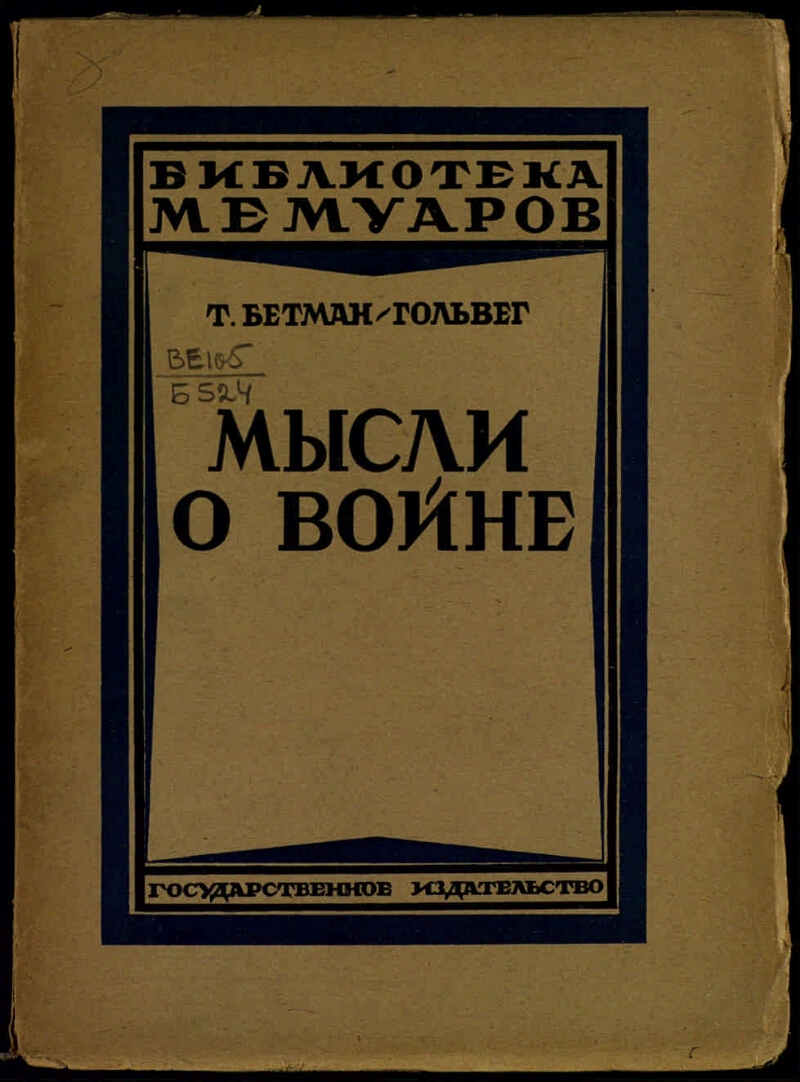 БИБЛИОТЕКА
МЕМУАРОВ
Т. БЕТМАН-ГОЛЬВЕГ
ВЕ105
Б524
МЫСЛИ
О ВОЙНЕ
ГОСУДАРСТВЕННОЕ ИЗДАТЕЛЬСТВО